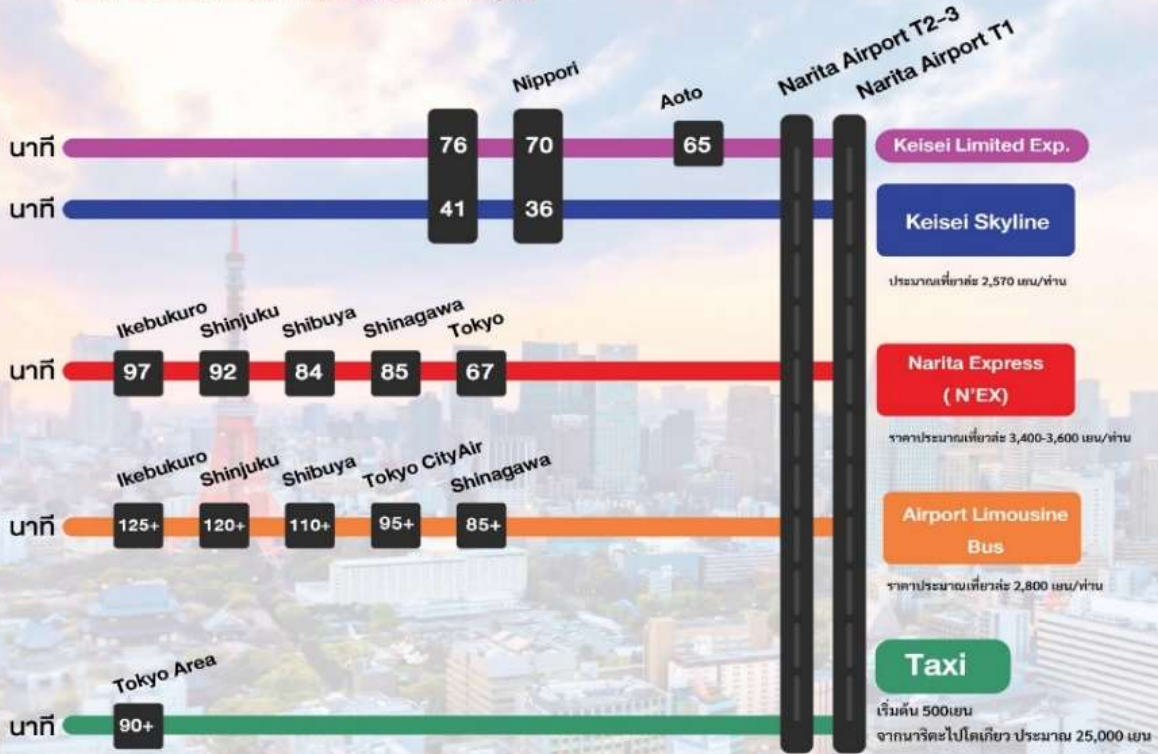 Narita Airport T2-3
Narita Airport T1
Nippori
Aoto
นาที
76
70
65
Keisei Limited Exp.
นาที
41
36
Keisei Skyline
ประมาณเที่ยวล่ะ 2,570 เยน/ท่าน
Ikebukuro
Shinjuku
Shibuya
Shinagawa
Tokyo
นาที
97
92
84
85
67
Narita Express
( N'EX)
ราคาประมาณเที่ยวล่ะ 3,400-3,600 เยน/ท่าน
Ikebukuro
Shinjuku
Shibuya
Tokyo CityAir
Shinagawa
นาที
125+
120+
110+
95+
85+
Airport Limousine
Bus
ราคาประมาณเที่ยวล่ะ 2,800 เยน/ท่าน
Tokyo Area
นาที
90+
Taxi
เริ่มต้น 500เยน
จากนาริตะไปโตเกียว ประมาณ 25,000 เยน